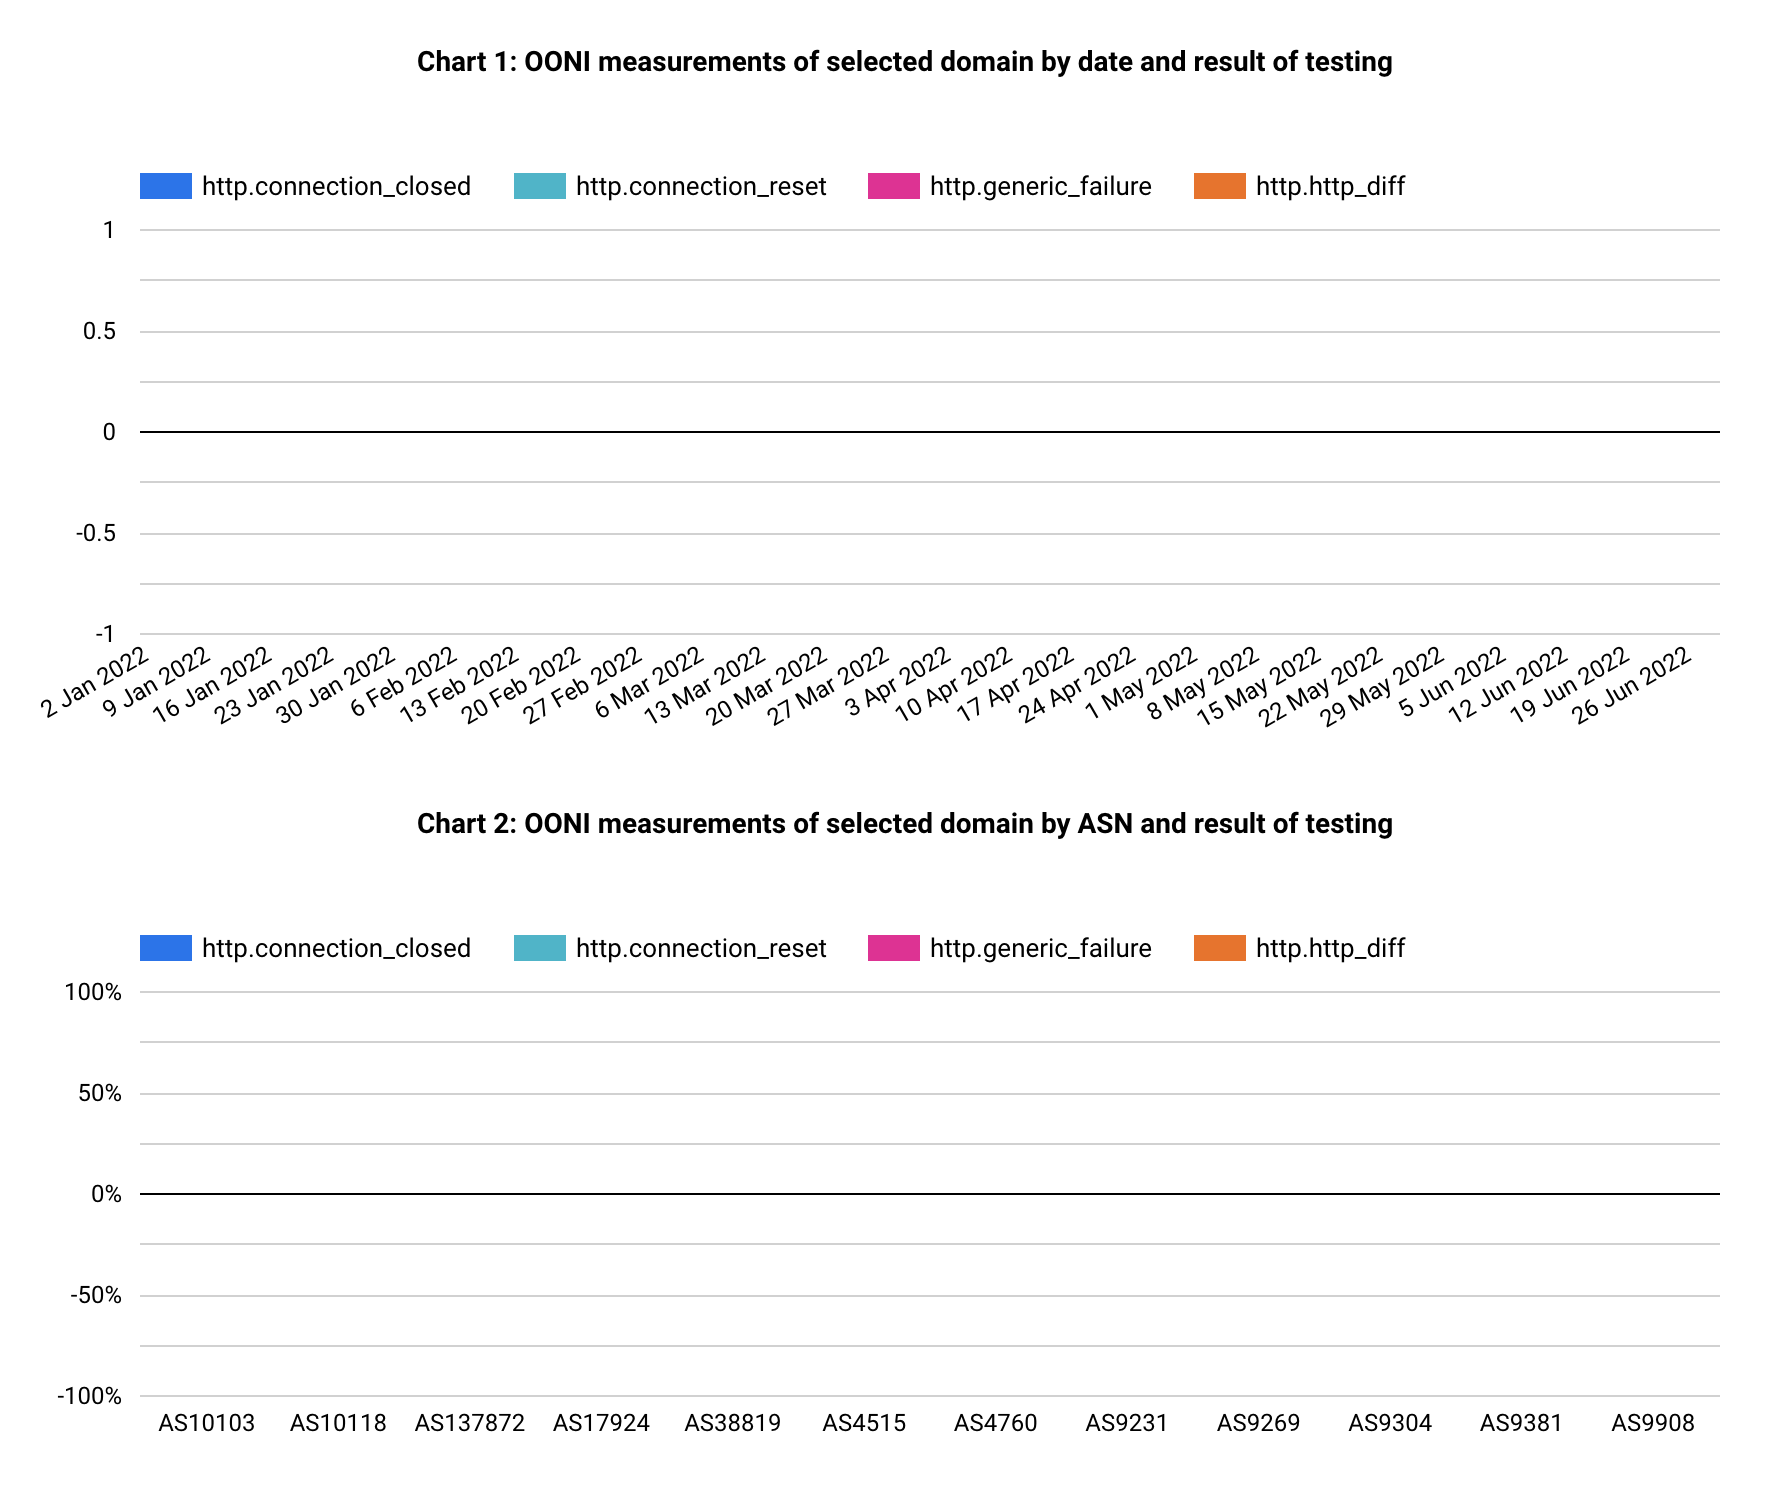 Chart 1: OONI measurements of selected domain by date and result of testing
http.connection_closed http.connection_reset http.generic_failure http.http_diff
1
0.5
0
-0.5
-1
2 Jan 2022 9 Jan 2022 16 Jan 2022 23 Jan 2022 30 Jan 2022 6 Feb 2022 13 Feb 2022 20 Feb 2022 27 Feb 2022 6 Mar 2022 13 Mar 2022 20 Mar 2022 27 Mar 2022 3 Apr 2022 10 Apr 2022 17 Apr 2022 24 Apr 2022 1 May 2022 8 May 2022 15 May 2022 22 May 2022 29 May 2022 5 Jun 2022 12 Jun 2022 19 Jun 2022 26 Jun 2022
Chart 2: OONI measurements of selected domain by ASN and result of testing
http.connection_closed http.connection_reset http.generic_failure http.http_diff
100%
50%
0%
-50%
-100%
AS10103 AS10118 AS137872 AS17924 AS38819 AS4515 AS4760 AS9231 AS9269 AS9304 AS9381 AS9908